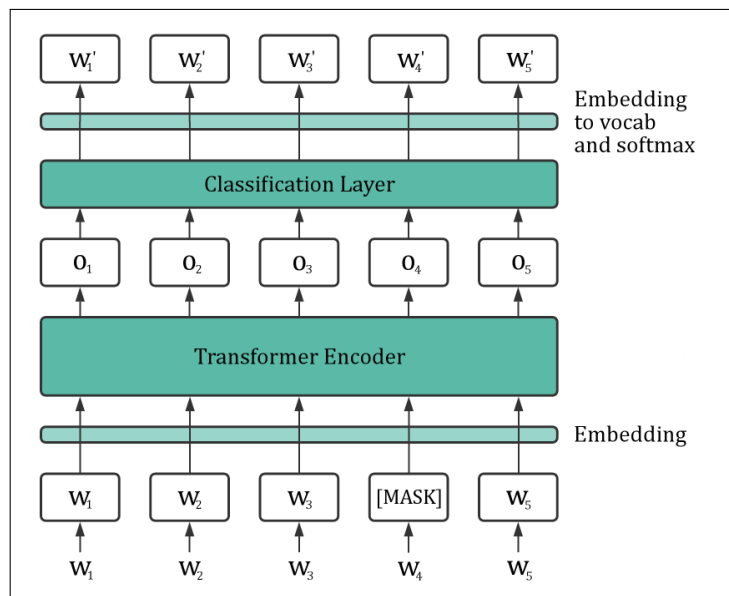 W₁' W₂' W₃' W₄' W₅'
Embedding
to vocab
and softmax
Classification Layer
O₁ O₂ O₃ O₄ O₅
Transformer Encoder
Embedding
W₁ W₂ W₃ [MASK] W₅
W₁ W₂ W₃ W₄ W₅